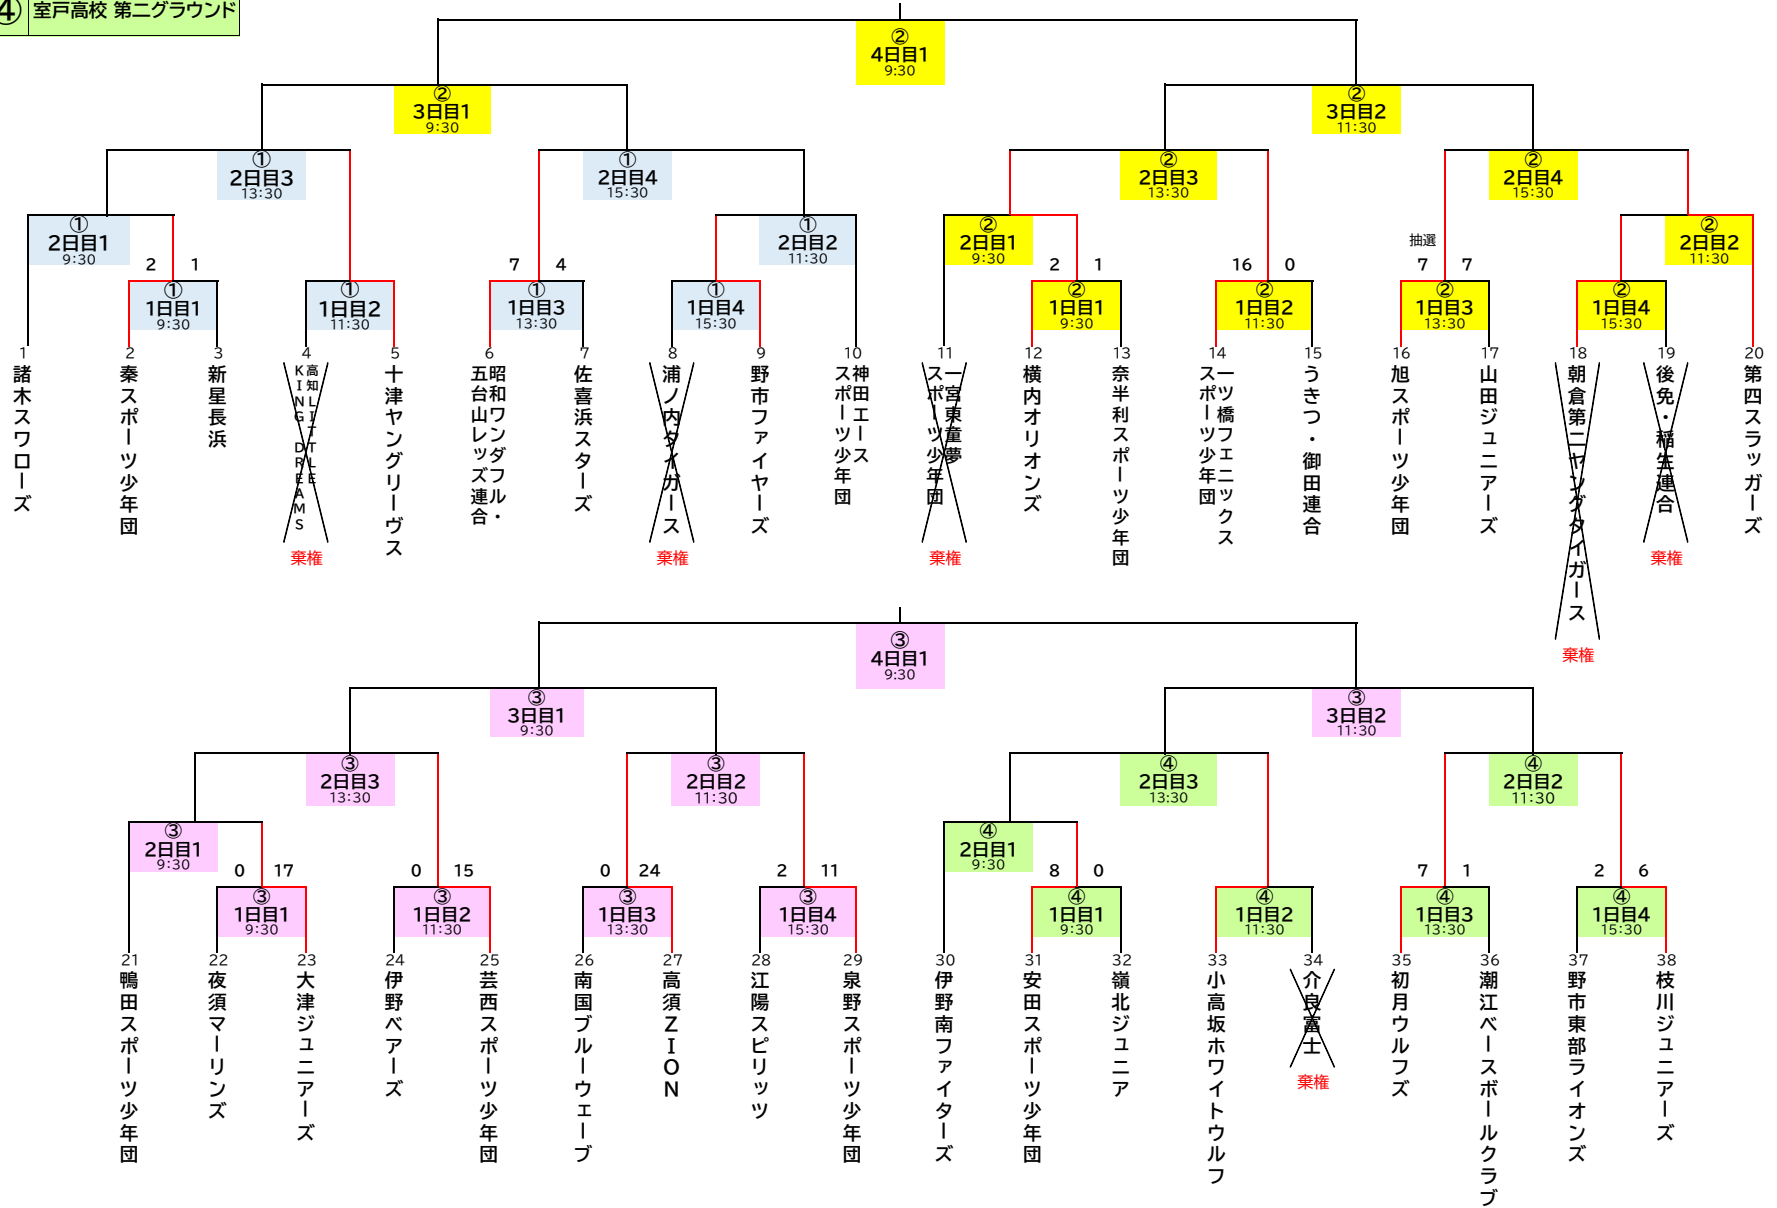 ④ 室戸高校 第二グラウンド
②
4日目1
9:30
②
3日目1
9:30
②
3日目2
11:30
①
2日目3
13:30
①
2日目4
15:30
②
2日目3
13:30
②
2日目4
15:30
①
2日目1
9:30
①
2日目2
11:30
②
2日目1
9:30
②
2日目2
11:30
抽選
2 1
7 4
2 1
16 0
7 7
①
1日目1
9:30
①
1日目2
11:30
①
1日目3
13:30
①
1日目4
15:30
②
1日目1
9:30
②
1日目2
11:30
②
1日目3
13:30
②
1日目4
15:30
1
諸木スワローズ
2
秦スポーツ少年団
3
新星長浜
4
高知LITTLE
KING DREAMS
棄権
5
十津ヤングリーヴス
6
昭和ワンダフル・
五台山レッズ連合
7
佐喜浜スターズ
8
浦ノ内タイガース
棄権
9
野市ファイヤーズ
10
神田エース
スポーツ少年団
11
一宮東童夢
スポーツ少年団
棄権
12
横内オリオンズ
13
奈半利スポーツ少年団
14
一ツ橋フェニックス
スポーツ少年団
15
うきつ・御田連合
16
旭スポーツ少年団
17
山田ジュニアーズ
18
朝倉第二ヤングタイガース
棄権
19
後免・稲生連合
棄権
20
第四スラッガーズ
③
4日目1
9:30
③
3日目1
9:30
③
3日目2
11:30
③
2日目3
13:30
③
2日目2
11:30
④
2日目3
13:30
④
2日目2
11:30
③
2日目1
9:30
④
2日目1
9:30
0 17
0 15
0 24
2 11
8 0
7 1
2 6
③
1日目1
9:30
③
1日目2
11:30
③
1日目3
13:30
③
1日目4
15:30
④
1日目1
9:30
④
1日目2
11:30
④
1日目3
13:30
④
1日目4
15:30
21
鴨田スポーツ少年団
22
夜須マーリンズ
23
大津ジュニアーズ
24
伊野ベアーズ
25
芸西スポーツ少年団
26
南国ブルーウェーブ
27
高須ZION
28
江陽スピリッツ
29
泉野スポーツ少年団
30
伊野南ファイターズ
31
安田スポーツ少年団
32
嶺北ジュニア
33
小高坂ホワイトウルフ
34
介良富士
棄権
35
初月ウルフズ
36
潮江ベースボールクラブ
37
野市東部ライオンズ
38
枝川ジュニアーズ